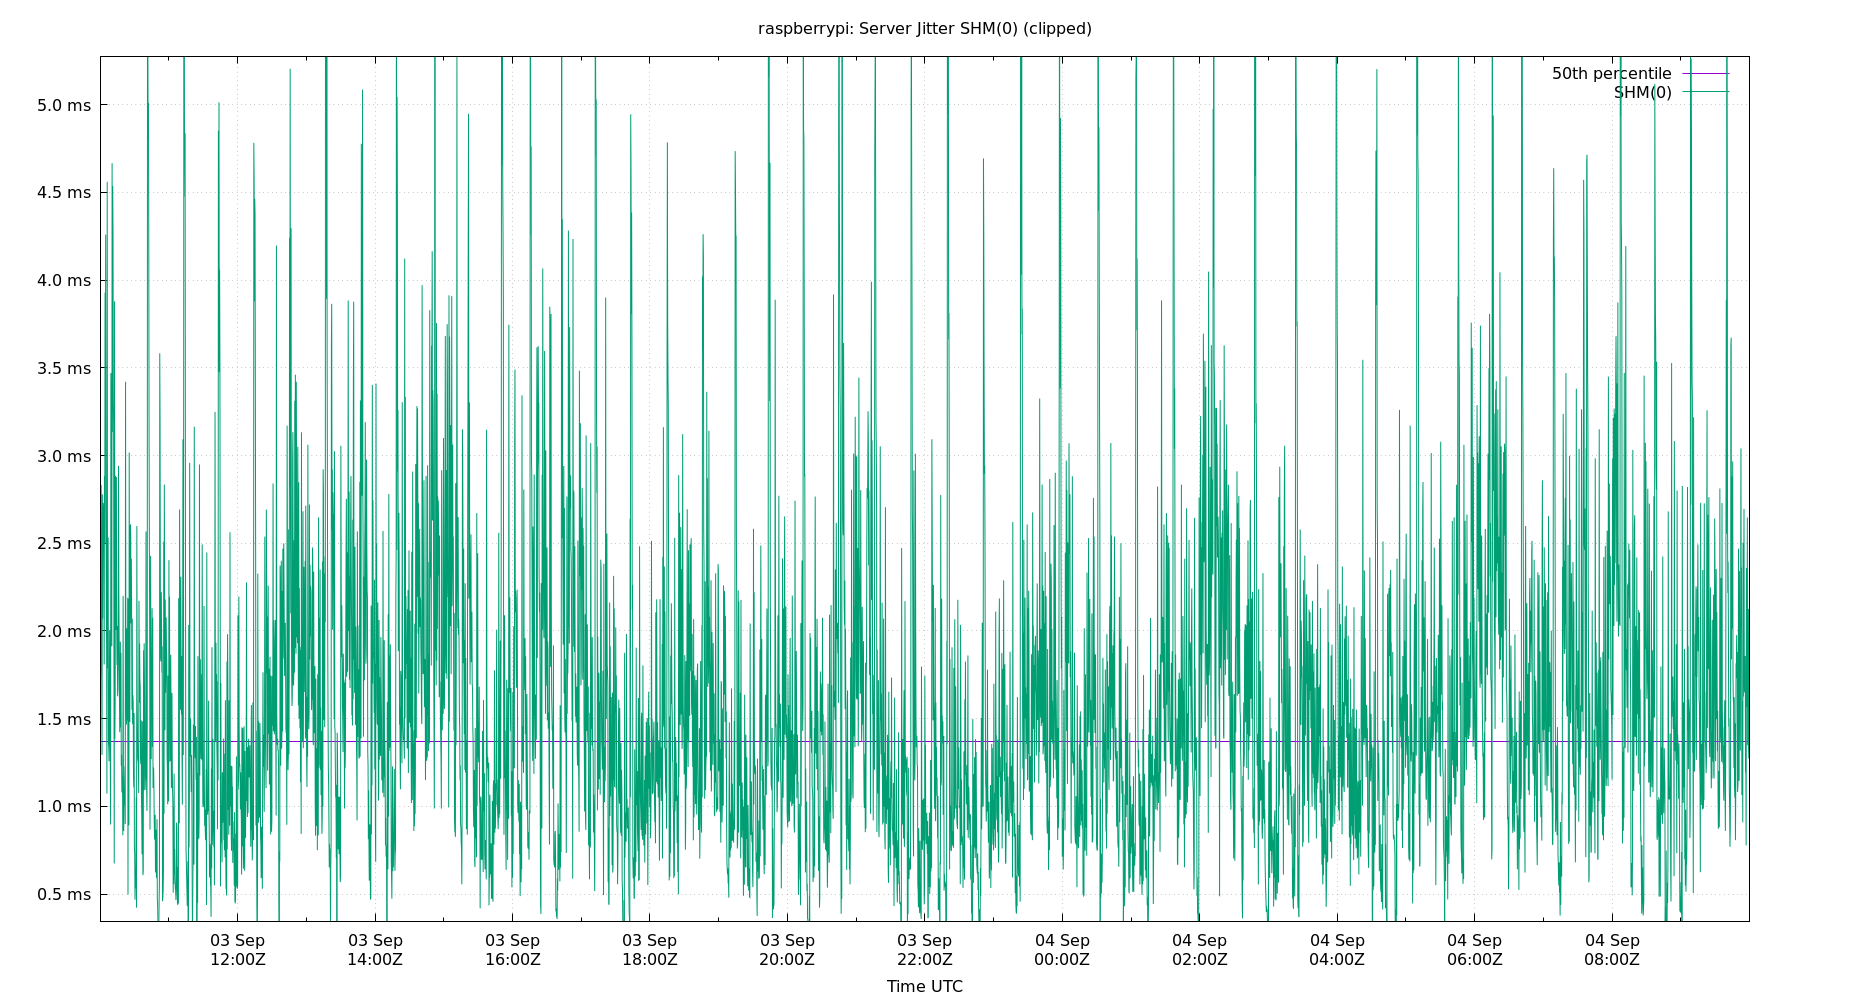 raspberrypi: Server Jitter SHM(0) (clipped)
50th percentile
SHM(0)
5.0 ms
4.5 ms
4.0 ms
3.5 ms
3.0 ms
2.5 ms
2.0 ms
1.5 ms
1.0 ms
0.5 ms
03 Sep 03 Sep 03 Sep 03 Sep 03 Sep 03 Sep 04 Sep 04 Sep 04 Sep 04 Sep 04 Sep
12:00Z 14:00Z 16:00Z 18:00Z 20:00Z 22:00Z 00:00Z 02:00Z 04:00Z 06:00Z 08:00Z
Time UTC